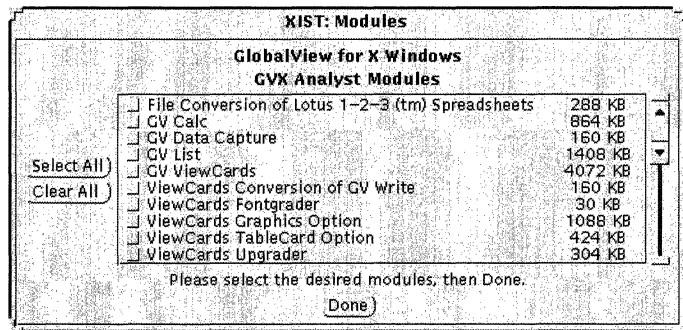 XIST: Modules
GlobalView for X Windows
GVX Analyst Modules
File Conversion of Lotus 1-2-3 (tm) Spreadsheets 288 KB
GV Calc 864 KB
GV Data Capture 160 KB
GV List 1408 KB
GV ViewCards 4072 KB
ViewCards Conversion of GV Write 160 KB
ViewCards Fontgrader 30 KB
ViewCards Graphics Option 1088 KB
ViewCards TableCard Option 424 KB
ViewCards Upgrader 304 KB
Select All
Clear All
Please select the desired modules, then Done.
Done